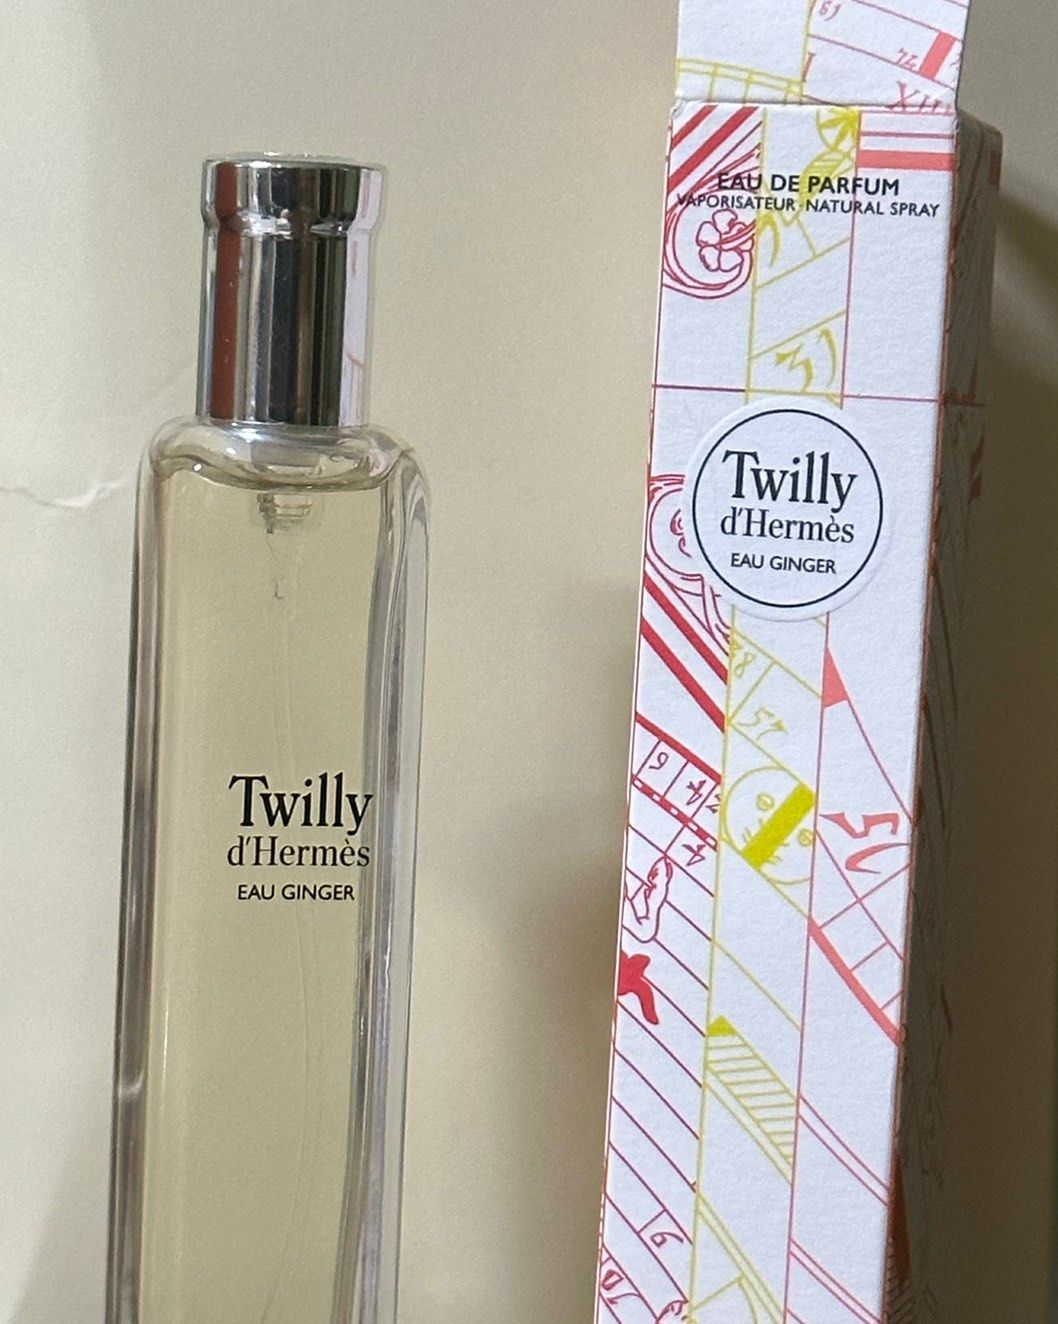 Twilly
d'Hermès
EAU GINGER
EAU DE PARFUM
VAPORISATEUR · NATURAL SPRAY
Twilly
d'Hermès
EAU GINGER